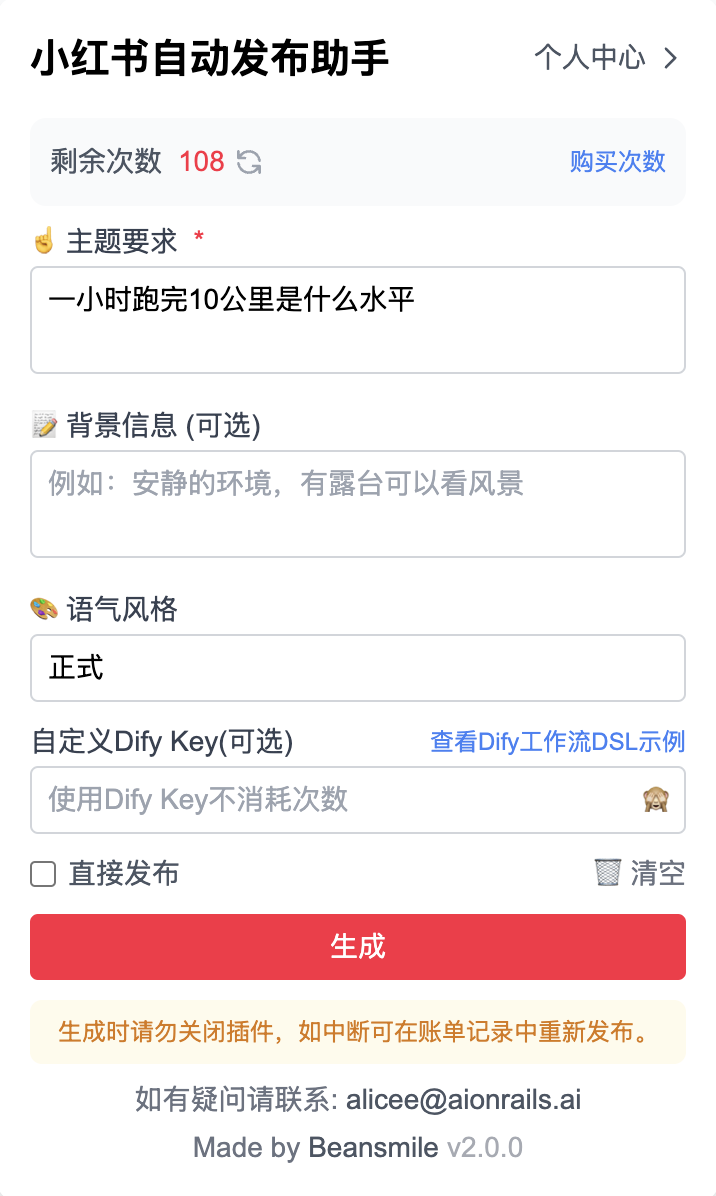 小红书自动发布助手 个人中心 >
剩余次数 108 购买次数
☝️ 主题要求 *
一小时跑完10公里是什么水平
📝 背景信息 (可选)
例如：安静的环境，有露台可以看风景
🎨 语气风格
正式
自定义Dify Key(可选) 查看Dify工作流DSL示例
使用Dify Key不消耗次数 🙈
直接发布 🗑️ 清空
生成
生成时请勿关闭插件，如中断可在账单记录中重新发布。
如有疑问请联系: alicee@aionrails.ai
Made by Beansmile v2.0.0